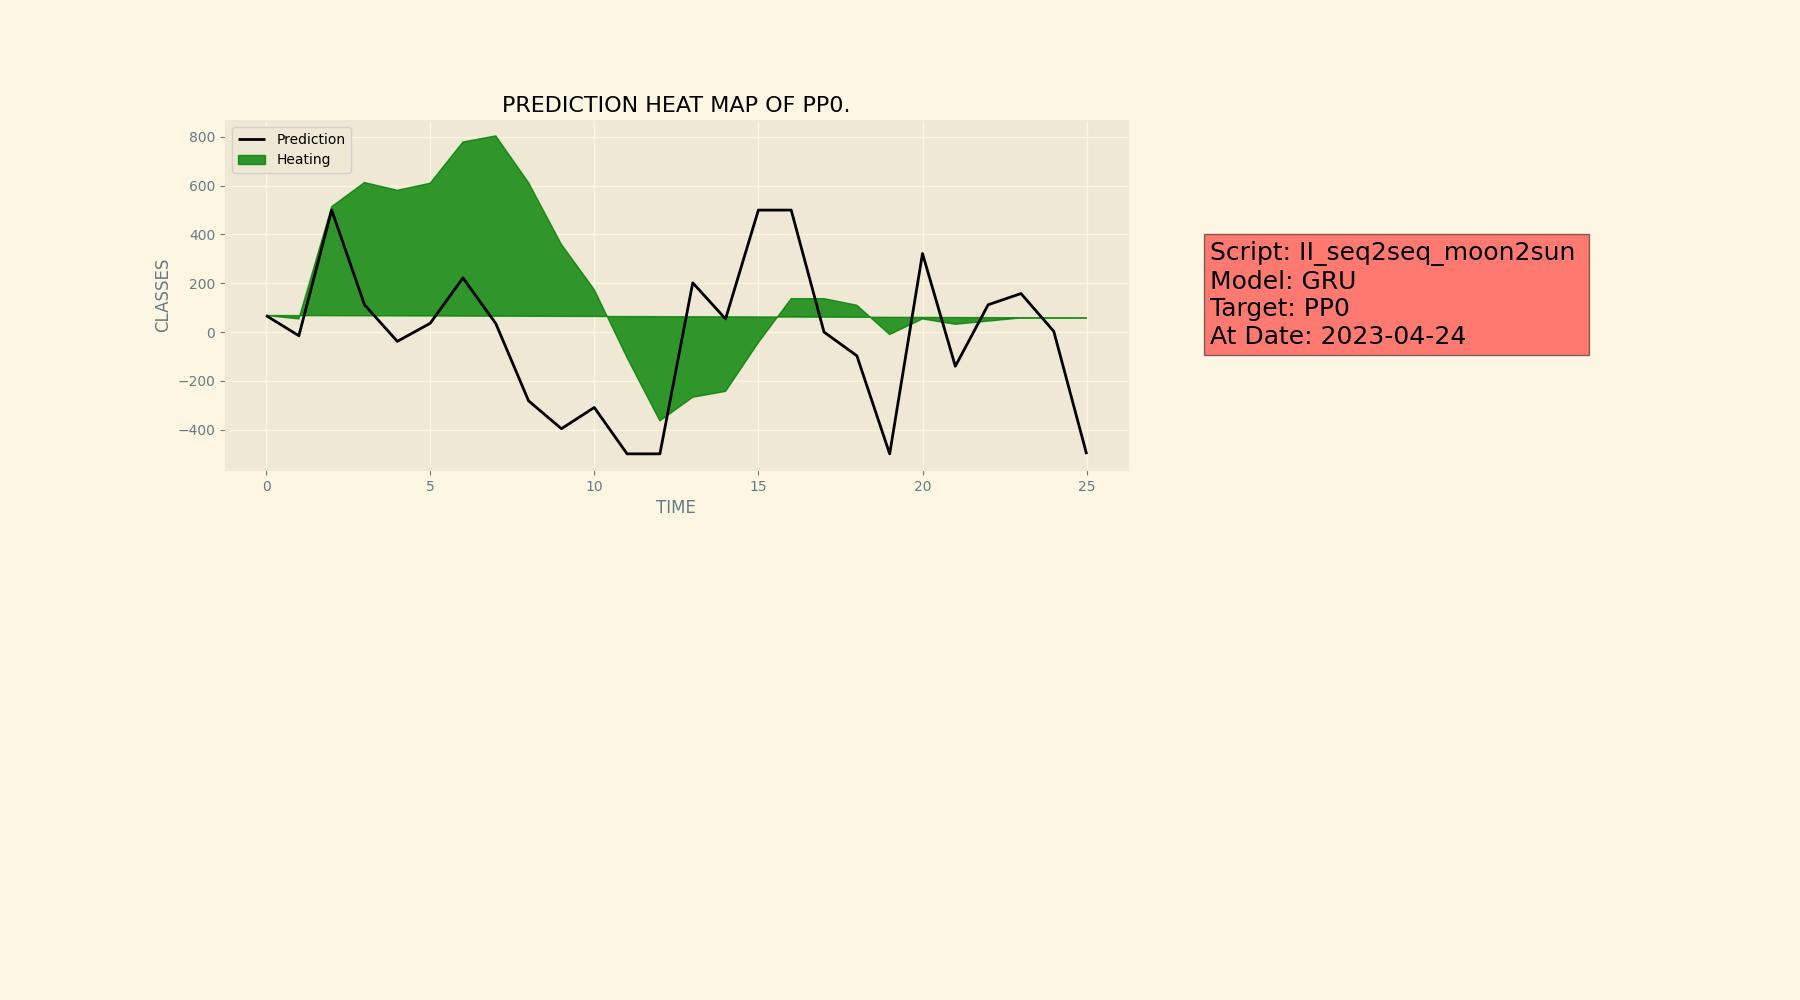 PREDICTION HEAT MAP OF PP0.
Prediction
Heating
800
600
400
200
0
−200
−400
CLASSES
0 5 10 15 20 25
TIME
Script: II_seq2seq_moon2sun
Model: GRU
Target: PP0
At Date: 2023-04-24